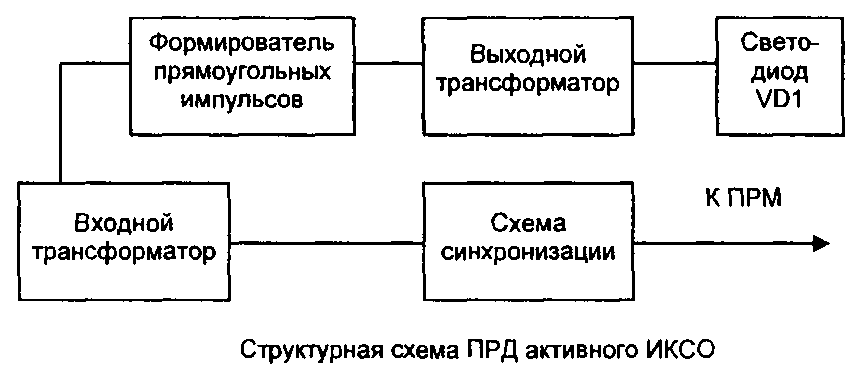 Формирователь
прямоугольных
импульсов
Выходной
трансформатор
Свето-
диод
VD1
Входной
трансформатор
Схема
синхронизации
К ПРМ
Структурная схема ПРД активного ИКСО